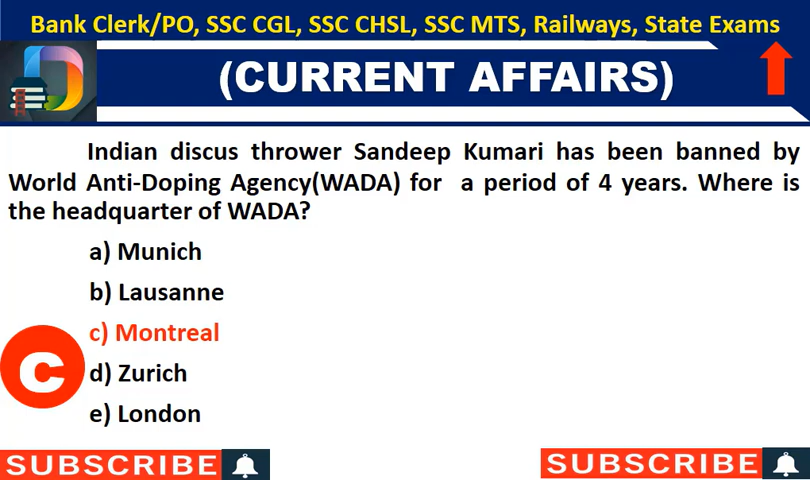 Bank Clerk/PO, SSC CGL, SSC CHSL, SSC MTS, Railways, State Exams
(CURRENT AFFAIRS)
Indian discus thrower Sandeep Kumari has been banned by
World Anti-Doping Agency(WADA) for a period of 4 years. Where is
the headquarter of WADA?
a) Munich
b) Lausanne
c) Montreal
C
d) Zurich
e) London
SUBSCRIBE
SUBSCRIBE